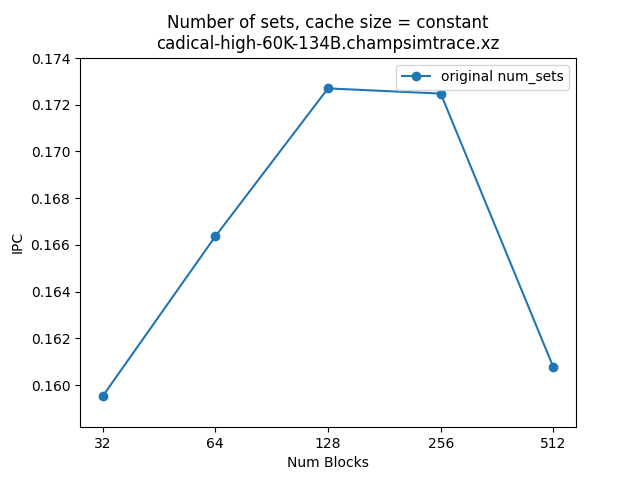 Number of sets, cache size = constant
cadical-high-60K-134B.champsimtrace.xz
original num_sets
0.174
0.172
0.170
0.168
0.166
0.164
0.162
0.160
IPC
32
64
128
256
512
Num Blocks